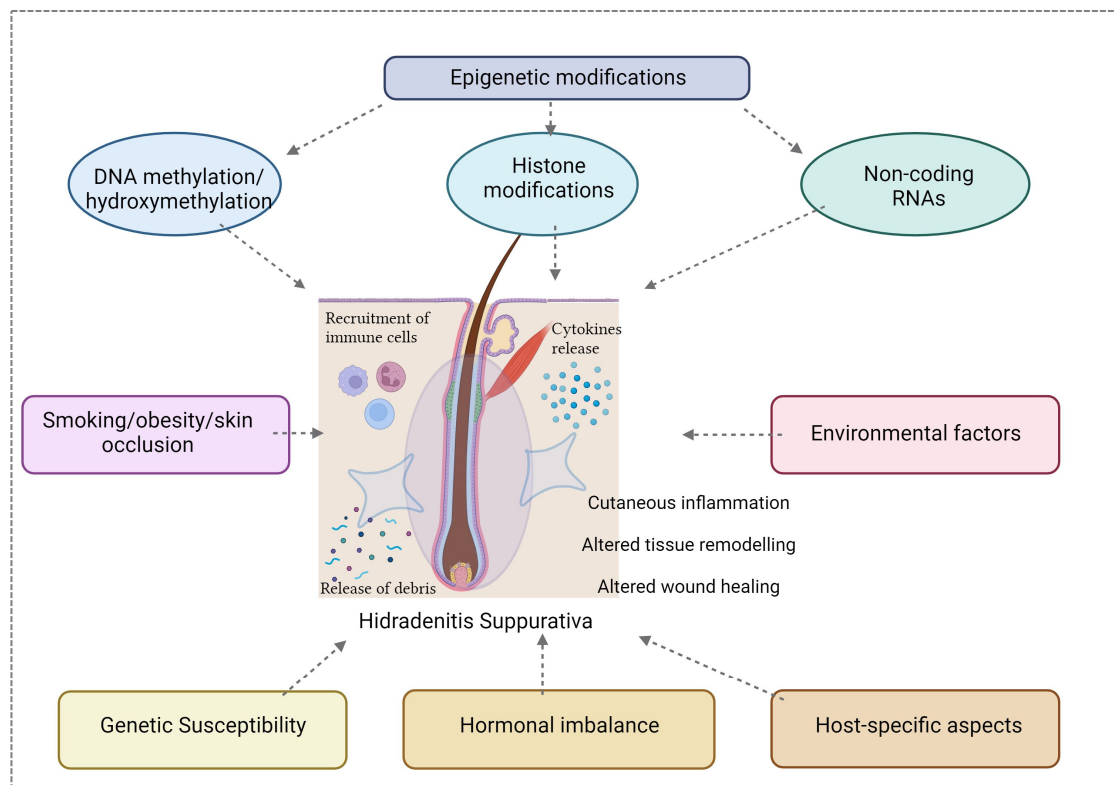 Epigenetic modifications
DNA methylation/
hydroxymethylation
Histone
modifications
Non-coding
RNAs
Recruitment of
immune cells
Cytokines
release
Smoking/obesity/skin
occlusion
Environmental factors
Cutaneous inflammation
Altered tissue remodelling
Altered wound healing
Release of debris
Hidradenitis Suppurativa
Genetic Susceptibility
Hormonal imbalance
Host-specific aspects